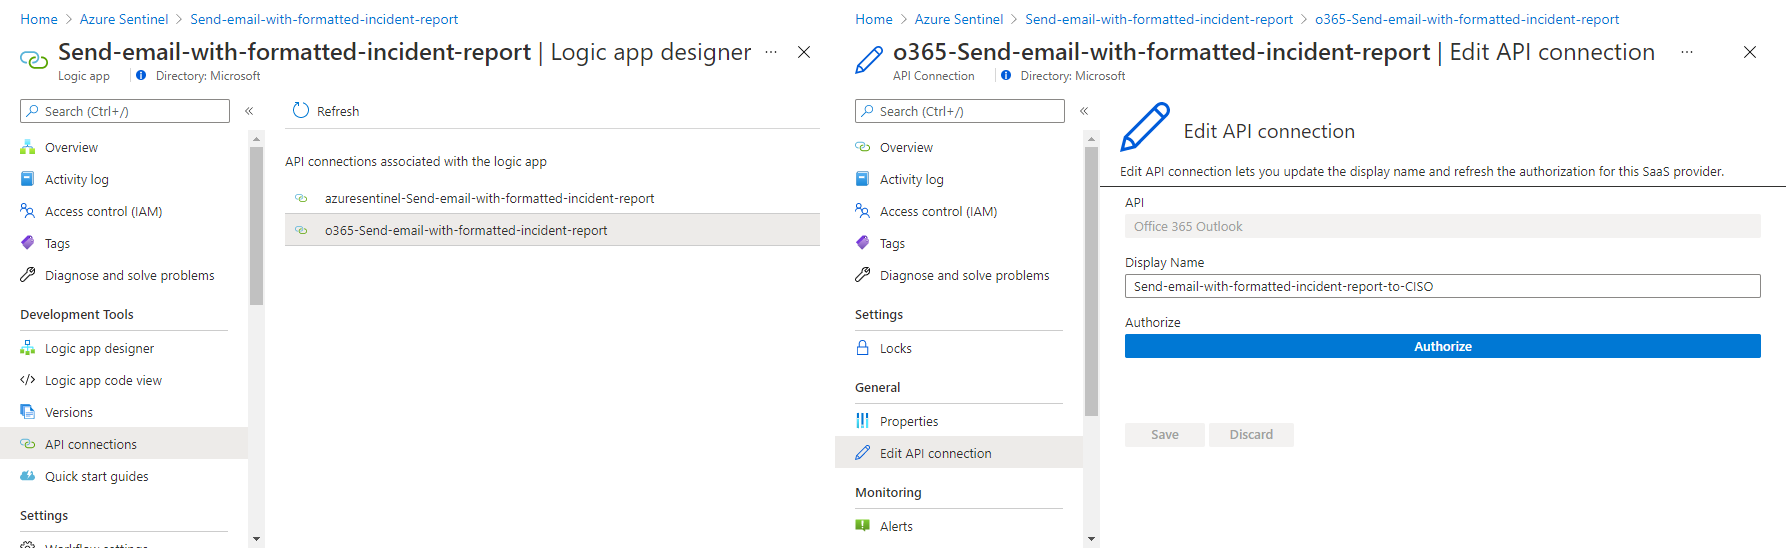 Home > Azure Sentinel > Send-email-with-formatted-incident-report
Send-email-with-formatted-incident-report | Logic app designer ...
Logic app
Directory: Microsoft
Search (Ctrl+/)
«
Overview
Activity log
Access control (IAM)
Tags
Diagnose and solve problems
Development Tools
Logic app designer
Logic app code view
Versions
API connections
Quick start guides
Settings
Workflow settings
Refresh
API connections associated with the logic app
azuresentinel-Send-email-with-formatted-incident-report
o365-Send-email-with-formatted-incident-report
Home > Azure Sentinel > Send-email-with-formatted-incident-report > o365-Send-email-with-formatted-incident-report
o365-Send-email-with-formatted-incident-report | Edit API connection ...
API Connection
Directory: Microsoft
Search (Ctrl+/)
«
Overview
Activity log
Access control (IAM)
Tags
Diagnose and solve problems
Settings
Locks
General
Properties
Edit API connection
Monitoring
Alerts
Edit API connection
Edit API connection lets you update the display name and refresh the authorization for this SaaS provider.
API
Office 365 Outlook
Display Name
Send-email-with-formatted-incident-report-to-CISO
Authorize
Authorize
Save
Discard